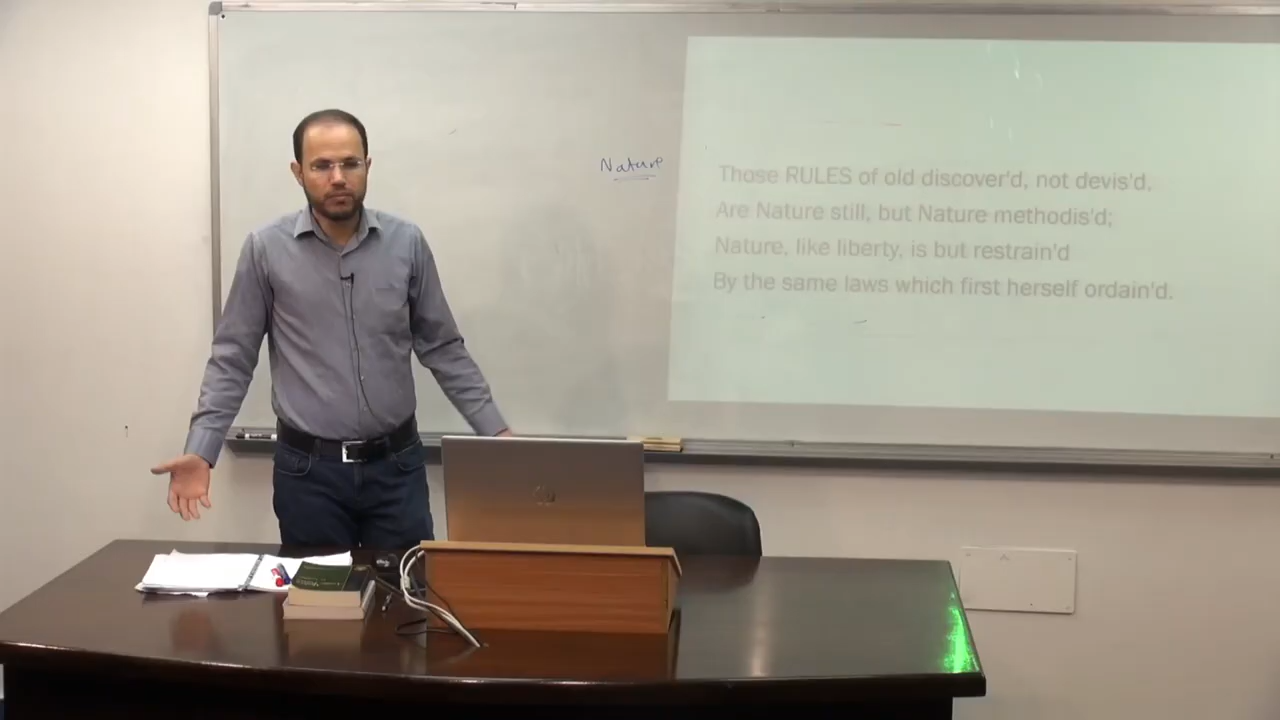 Nature
Those RULES of old discover'd, not devis'd,
Are Nature still, but Nature methodis'd;
Nature, like liberty, is but restrain'd
By the same laws which first herself ordain'd.
hp